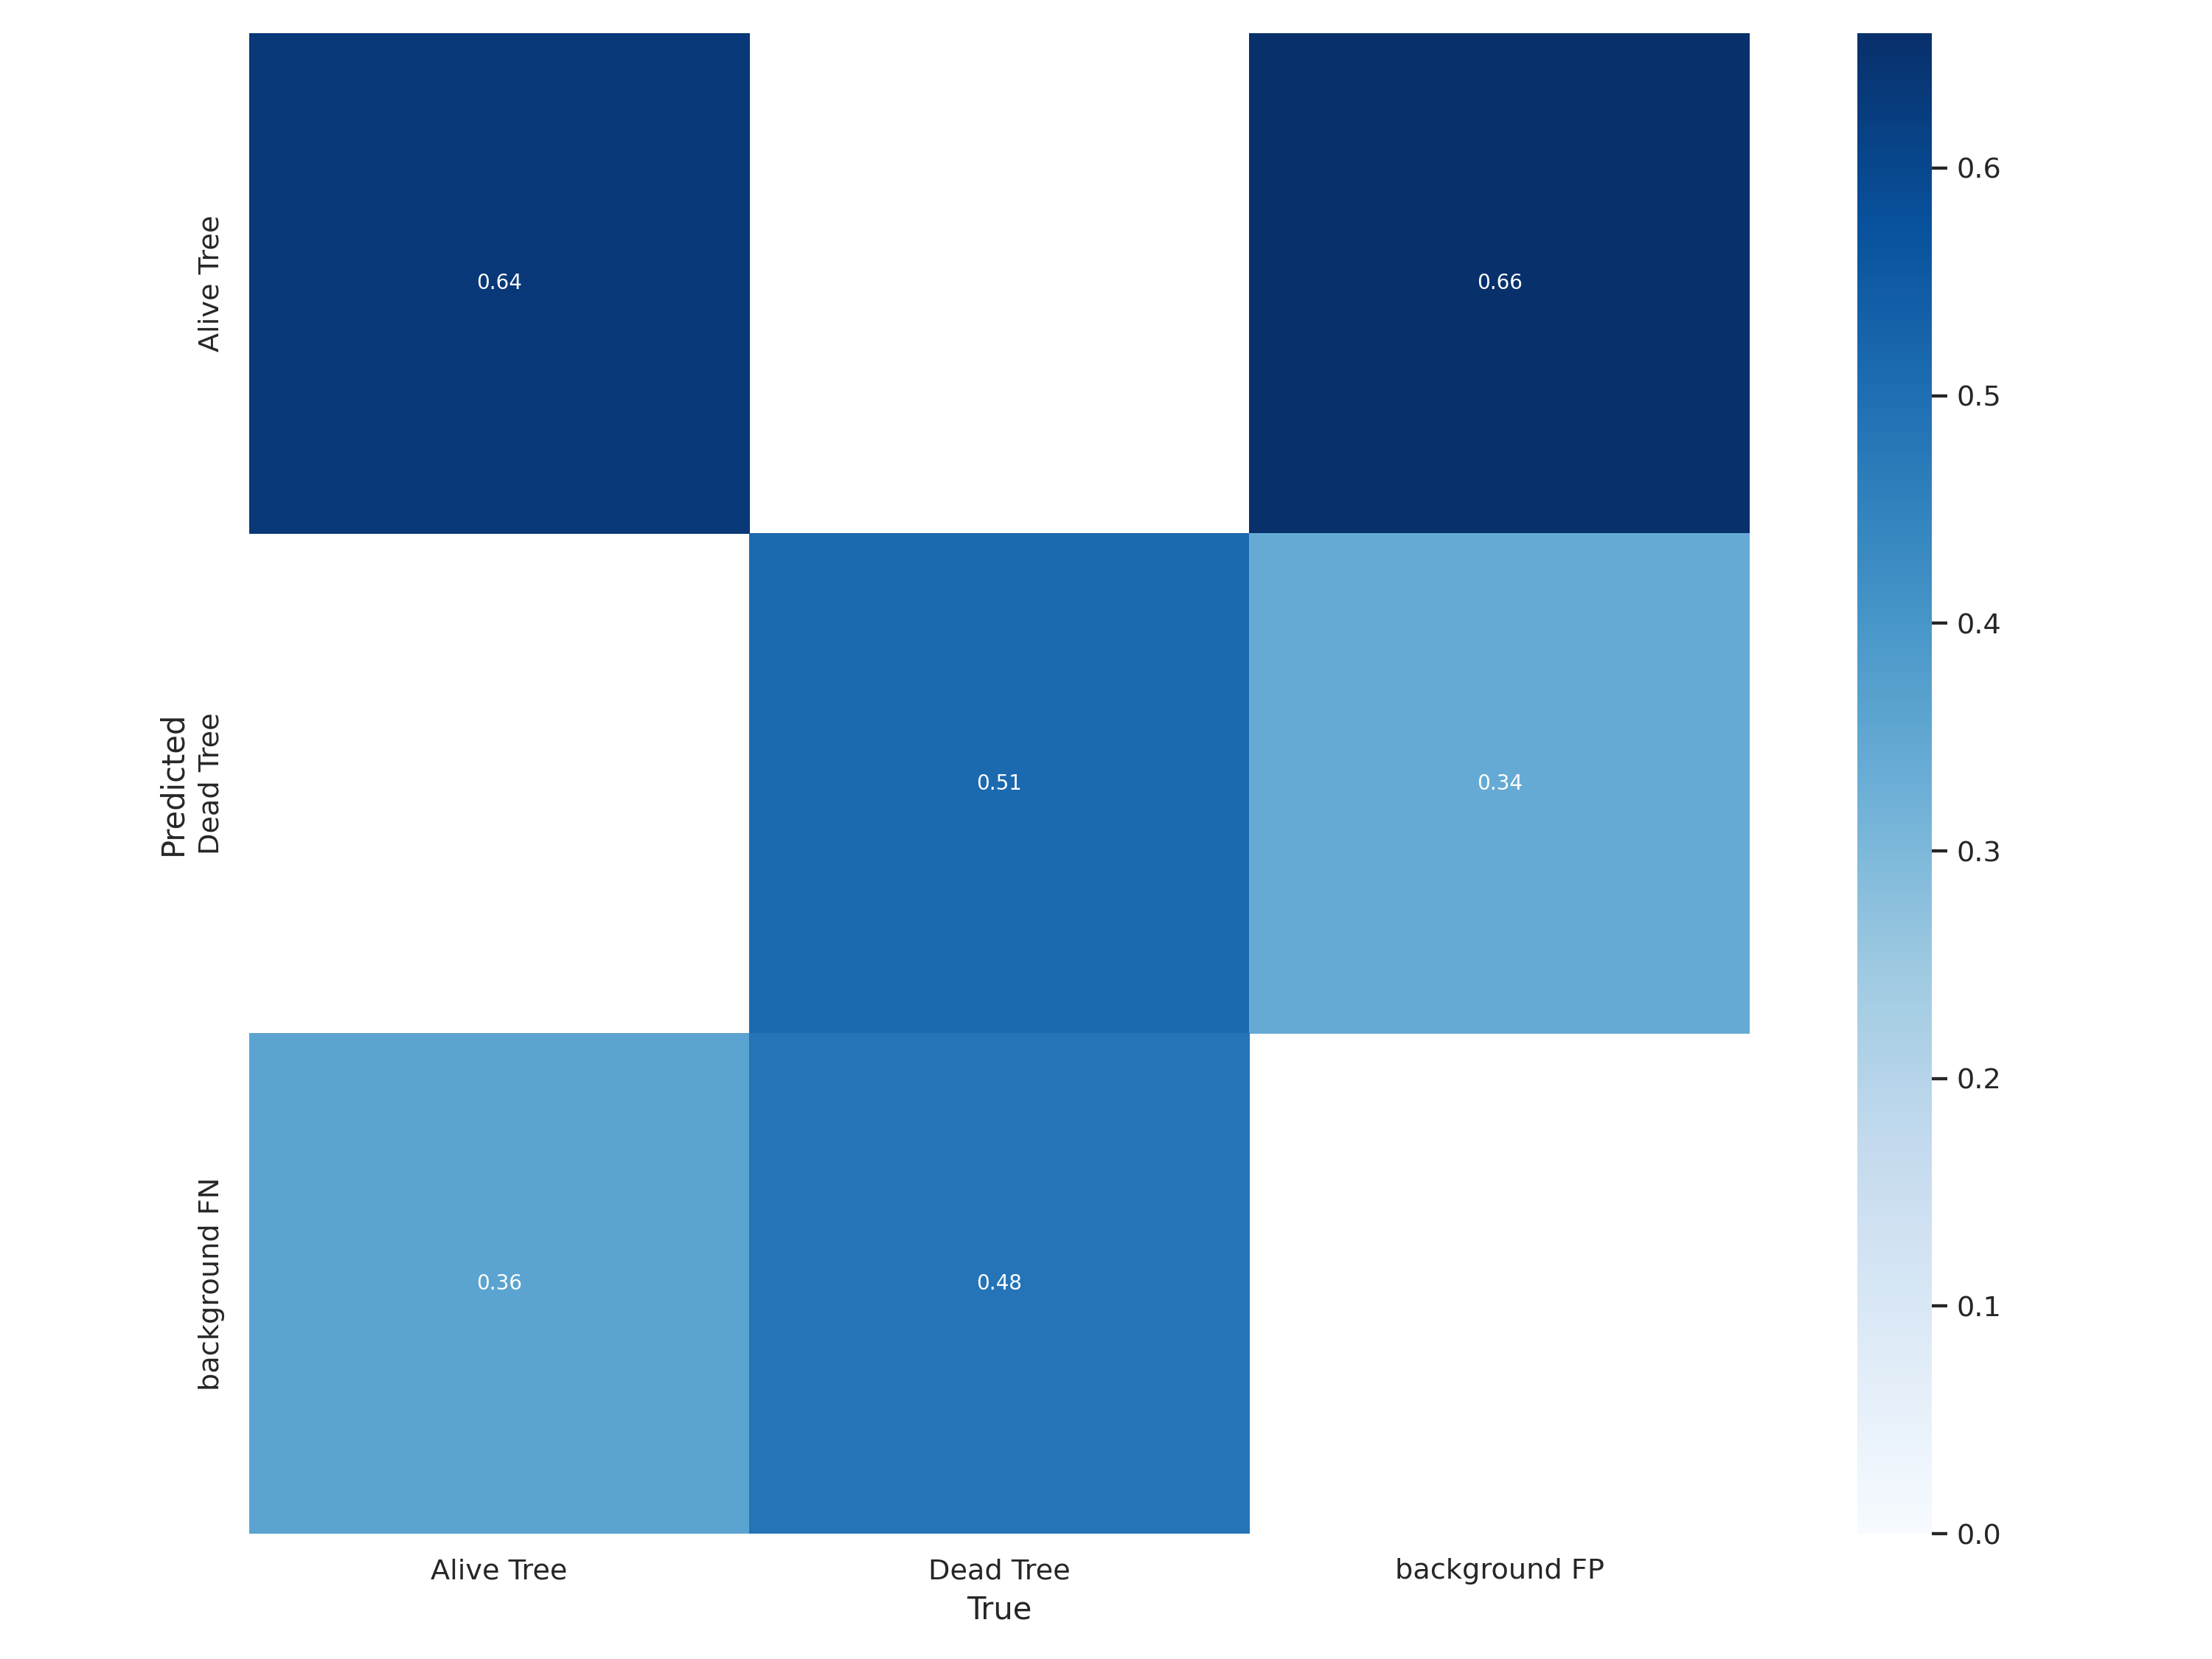 Predicted
Alive Tree
0.64
0.66
Dead Tree
0.51
0.34
background FN
0.36
0.48
Alive Tree
Dead Tree
background FP
True
0.6
0.5
0.4
0.3
0.2
0.1
0.0